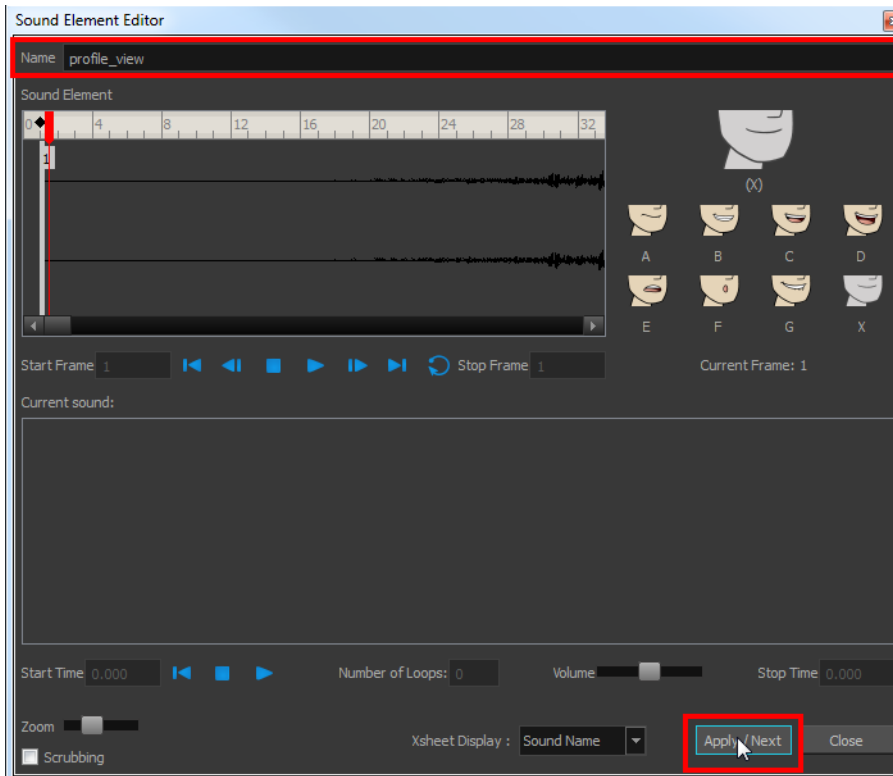 Sound Element Editor
Name profile_view
Sound Element
0 4 8 12 16 20 24 28 32
1
(X)
A B C D
E F G X
Start Frame 1 Stop Frame 1 Current Frame: 1
Current sound:
Start Time 0.000 Number of Loops: 0 Volume Stop Time 0.000
Zoom
Xsheet Display : Sound Name Apply / Next Close
Scrubbing